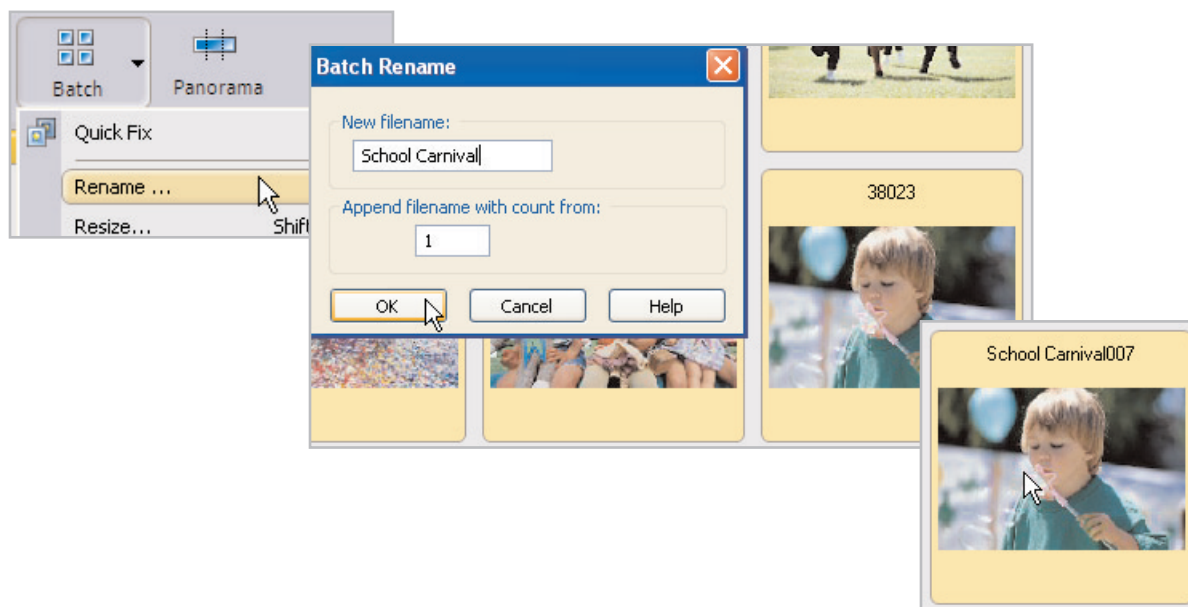 Batch
Panorama
Quick Fix
Rename ...
Resize...
Shift
Batch Rename
New filename:
School Carnival
Append filename with count from:
1
OK
Cancel
Help
38023
School Carnival007